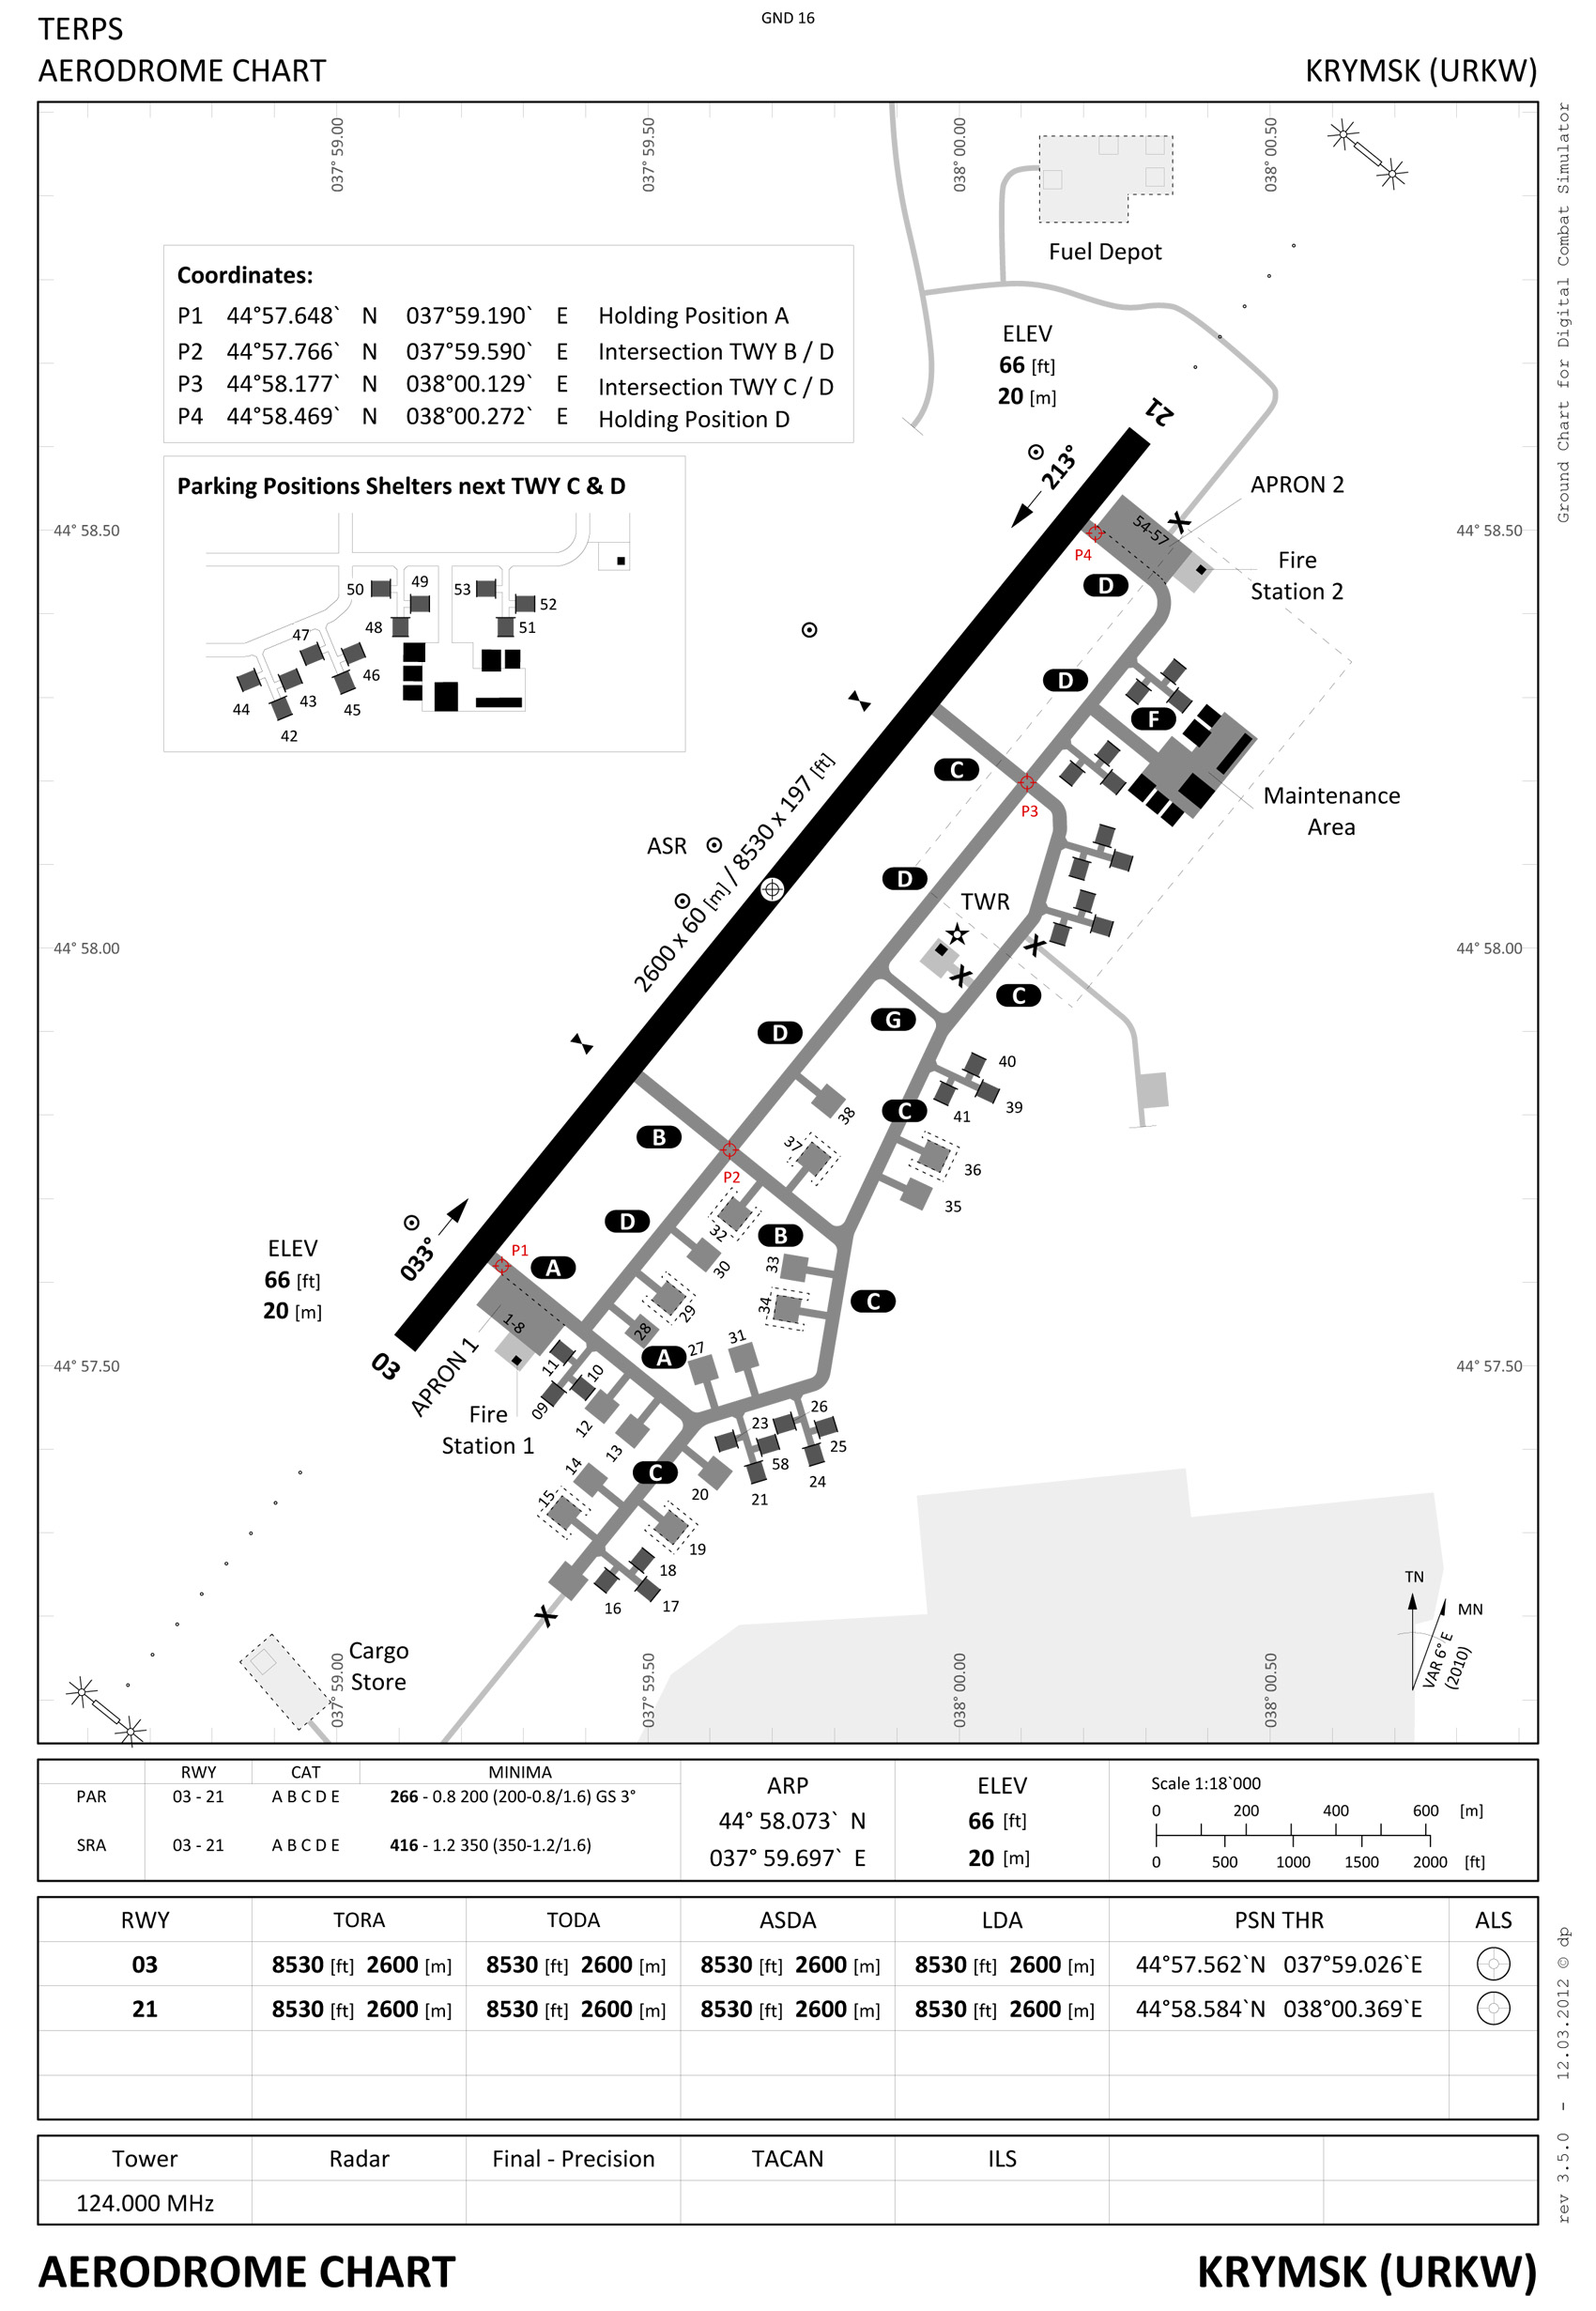 GND 16
TERPS
AERODROME CHART
KRYMSK (URKW)
Ground Chart for Digital Combat Simulator
037° 59.00
037° 59.50
038° 00.00
038° 00.50
Fuel Depot
Coordinates:
P1 44°57.648` N 037°59.190` E Holding Position A
P2 44°57.766` N 037°59.590` E Intersection TWY B / D
P3 44°58.177` N 038°00.129` E Intersection TWY C / D
P4 44°58.469` N 038°00.272` E Holding Position D
ELEV
66 [ft]
20 [m]
21
213°
Parking Positions Shelters next TWY C & D
50
49
53
52
48
51
47
46
44
43
45
42
APRON 2
54-57
44° 58.50
44° 58.50
P4
Fire
Station 2
D
D
F
C
P3
Maintenance
Area
2600 x 60 [m] / 8530 x 197 [ft]
ASR
D
TWR
44° 58.00
44° 58.00
C
G
D
40
39
41
38
C
B
37
P2
36
35
D
32
B
ELEV
66 [ft]
20 [m]
033°
P1
A
30
33
34
C
29
28
1-8
03
APRON 1
A
27
31
44° 57.50
44° 57.50
11
10
09
12
13
Fire
Station 1
26
23
25
58
24
21
20
C
14
15
19
18
17
16
TN
MN
VAR 6° E
(2010)
Cargo
Store
037° 59.00
037° 59.50
038° 00.00
038° 00.50
RWY CAT MINIMA
PAR 03 - 21 A B C D E 266 - 0.8 200 (200-0.8/1.6) GS 3°
SRA 03 - 21 A B C D E 416 - 1.2 350 (350-1.2/1.6)
ARP
44° 58.073` N
037° 59.697` E
ELEV
66 [ft]
20 [m]
Scale 1:18`000
0 200 400 600 [m]
0 500 1000 1500 2000 [ft]
RWY TORA TODA ASDA LDA PSN THR ALS
03 8530 [ft] 2600 [m] 8530 [ft] 2600 [m] 8530 [ft] 2600 [m] 8530 [ft] 2600 [m] 44°57.562`N 037°59.026`E
21 8530 [ft] 2600 [m] 8530 [ft] 2600 [m] 8530 [ft] 2600 [m] 8530 [ft] 2600 [m] 44°58.584`N 038°00.369`E
Tower Radar Final - Precision TACAN ILS
124.000 MHz
rev 3.5.0 - 12.03.2012 © dp
AERODROME CHART
KRYMSK (URKW)